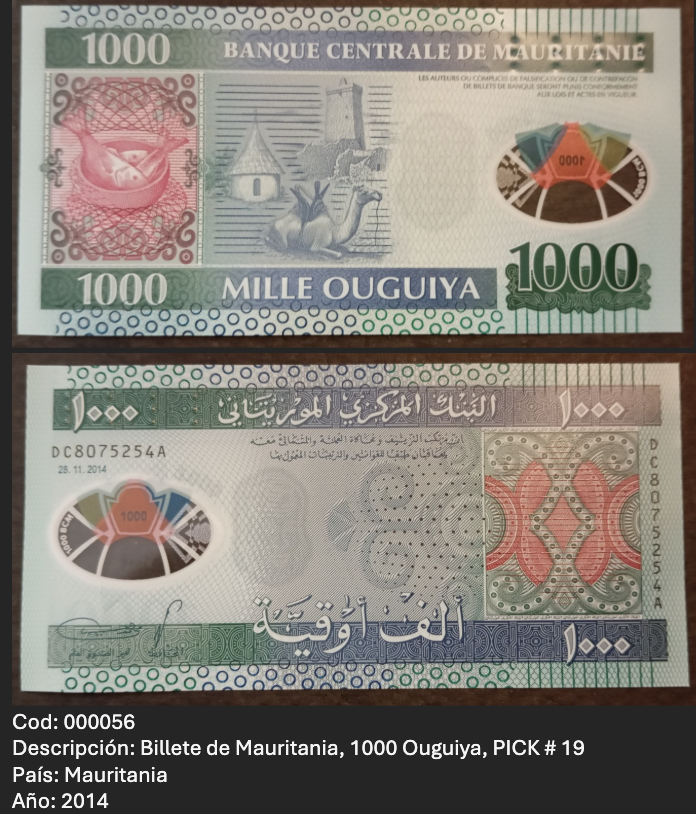 1000 BANQUE CENTRALE DE MAURITANIE
LES AUTEURS OU COMPLICES DE FALSIFICATION OU DE CONTREFACON
DE BILLETS DE BANQUE SERONT PUNIS CONFORMEMENT
AUX LOIS ET ACTES EN VIGUEUR.
1000
1000
1000 MILLE OUGUIYA
١٠٠٠ البنك المركزي الموريتاني ١٠٠٠
DC8075254A
28. 11. 2014
DC8075254A
1000 BCM
1000
ألف أوقية
١٠٠٠
Cod: 000056
Descripción: Billete de Mauritania, 1000 Ouguiya, PICK # 19
País: Mauritania
Año: 2014